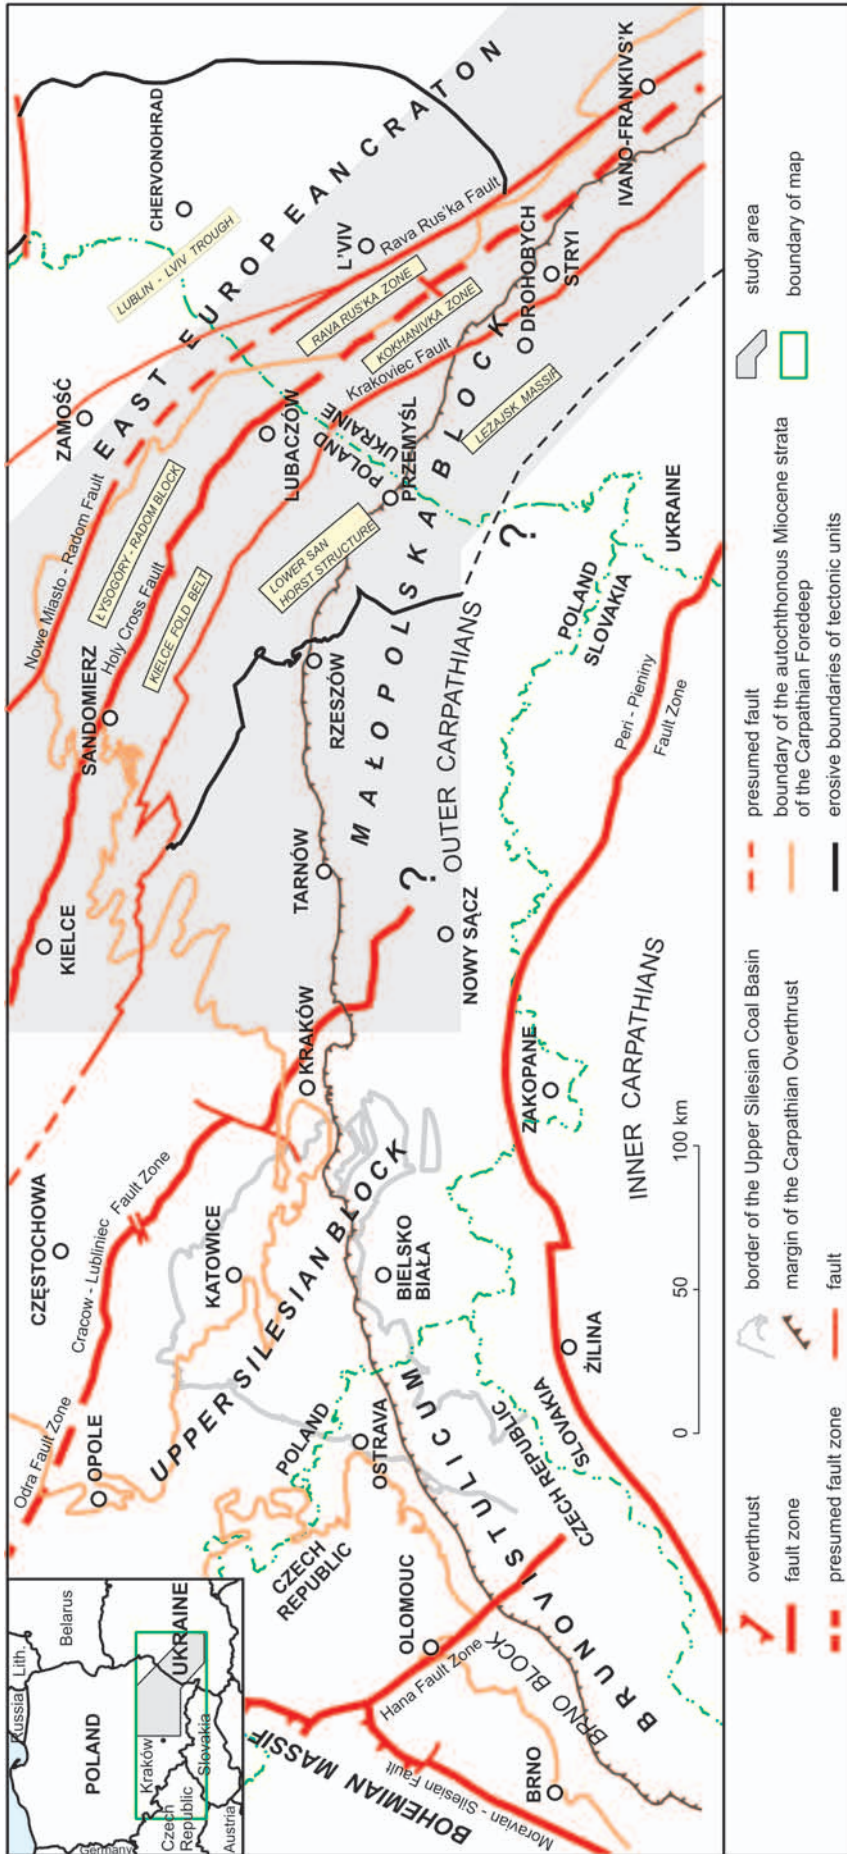 Russia
Lith.
Belarus
POLAND
Germany
Kraków
UKRAINE
Czech
Republic
Slovakia
Austria
Odra Fault Zone
OPOLE
CZĘSTOCHOWA
Cracow - Lubliniec Fault Zone
KATOWICE
UPPER SILESIAN BLOCK
KRAKÓW
KIELCE
SANDOMIERZ
Nowe Miasto - Radom Fault
Holy Cross Fault
ŁYSOGÓRY - RADOM BLOCK
KIELCE FOLD BELT
ZAMOŚĆ
EAST EUROPEAN CRATON
LUBLIN - LVIV TROUGH
CHERVONOHRAD
L'VIV
LUBACZÓW
RAVA RUS'KA ZONE
KOKHANIVKA ZONE
Rava Rus'ka Fault
Krakoviec Fault
POLAND
UKRAINE
LOWER SAN
HORST STRUCTURE
PRZEMYŚL
DROHOBYCH
STRYI
IVANO-FRANKIVS'K
LEŻAJSK MASSIF
MAŁOPOLSKA BLOCK
RZESZÓW
TARNÓW
?
?
NOWY SĄCZ
OUTER CARPATHIANS
POLAND
SLOVAKIA
UKRAINE
Peri - Pieniny
Fault Zone
INNER CARPATHIANS
ZAKOPANE
BIELSKO
BIAŁA
POLAND
CZECH
REPUBLIC
OSTRAVA
CZECH REPUBLIC
SLOVAKIA
ŽILINA
OLOMOUC
Hana Fault Zone
BRUNOVISTULICUM
BRNO BLOCK
BRNO
BOHEMIAN MASSIF
Moravian - Silesian Fault
0 50 100 km
overthrust
fault zone
presumed fault zone
border of the Upper Silesian Coal Basin
margin of the Carpathian Overthrust
fault
presumed fault
boundary of the autochthonous Miocene strata
of the Carpathian Foredeep
erosive boundaries of tectonic units
study area
boundary of map